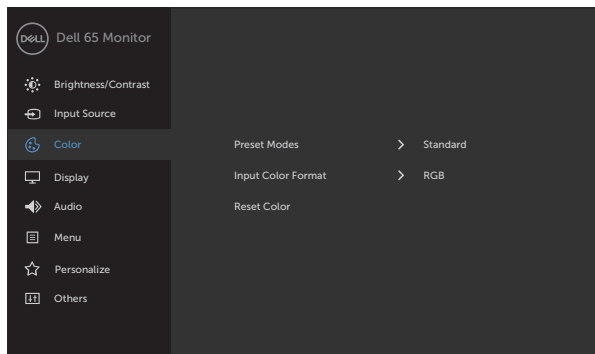 DELL
Dell 65 Monitor
Brightness/Contrast
Input Source
Color
Preset Modes Standard
Display
Input Color Format RGB
Audio
Reset Color
Menu
Personalize
Others